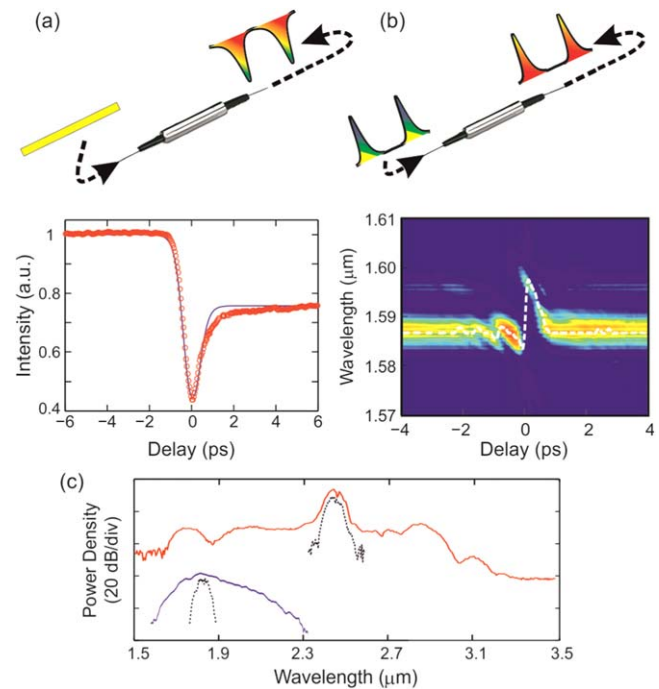 (a)
(b)
Intensity (a.u.)
1
0.8
0.6
0.4
−6
−4
−2
0
2
4
6
Delay (ps)
Wavelength (μm)
1.61
1.60
1.59
1.58
1.57
−4
−2
0
2
4
Delay (ps)
(c)
Power Density
(20 dB/div)
1.5
1.9
2.3
2.7
3.1
3.5
Wavelength (μm)